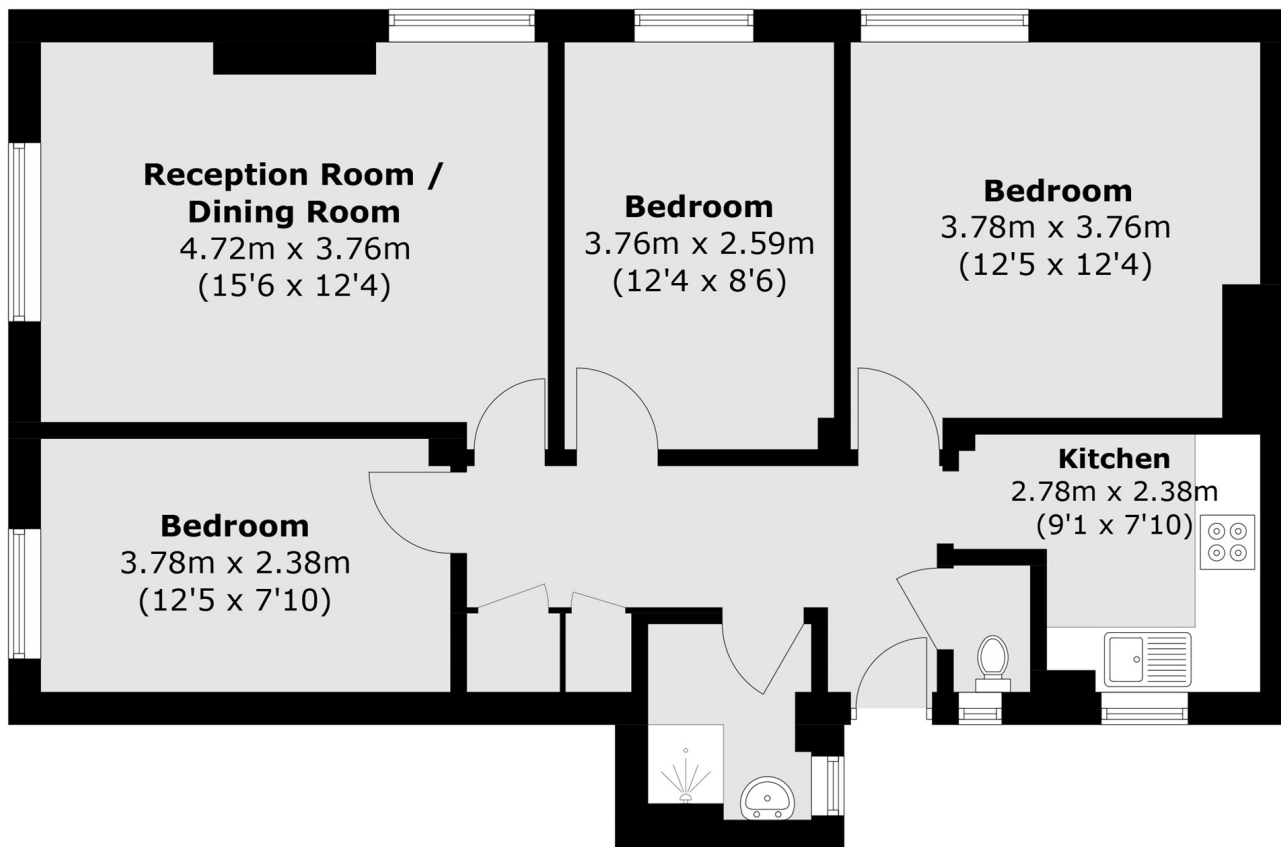 Reception Room /
Dining Room
4.72m x 3.76m
(15'6 x 12'4)
Bedroom
3.76m x 2.59m
(12'4 x 8'6)
Bedroom
3.78m x 3.76m
(12'5 x 12'4)
Bedroom
3.78m x 2.38m
(12'5 x 7'10)
Kitchen
2.78m x 2.38m
(9'1 x 7'10)